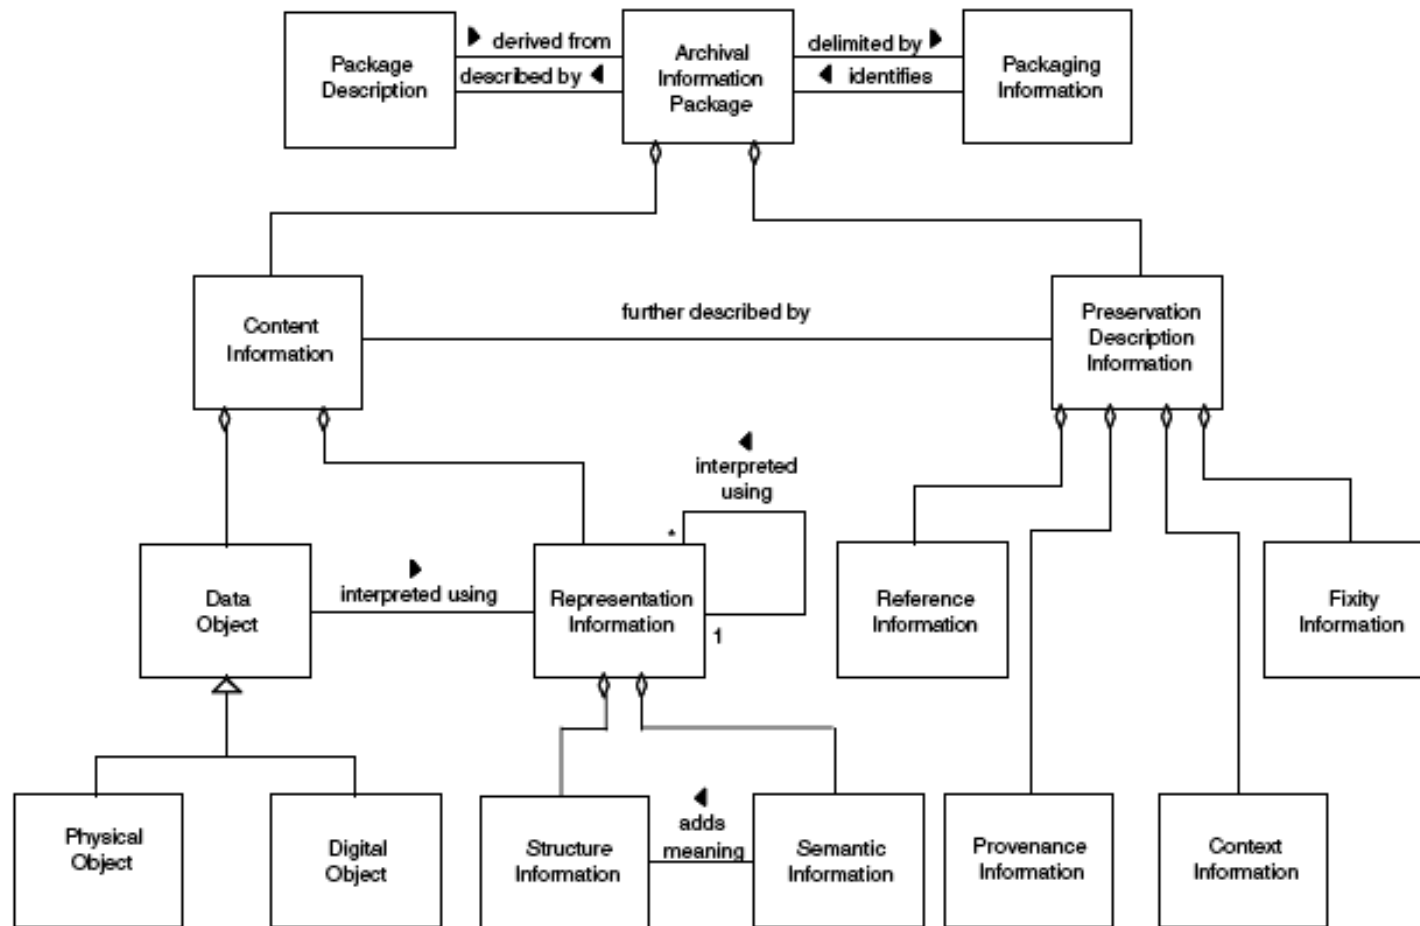 Package
Description
derived from
described by
Archival
Information
Package
delimited by
identifies
Packaging
Information
Content
Information
further described by
Preservation
Description
Information
interpreted
using
*
1
Data
Object
interpreted using
Representation
Information
Reference
Information
Fixity
Information
Physical
Object
Digital
Object
Structure
Information
adds
meaning
Semantic
Information
Provenance
Information
Context
Information